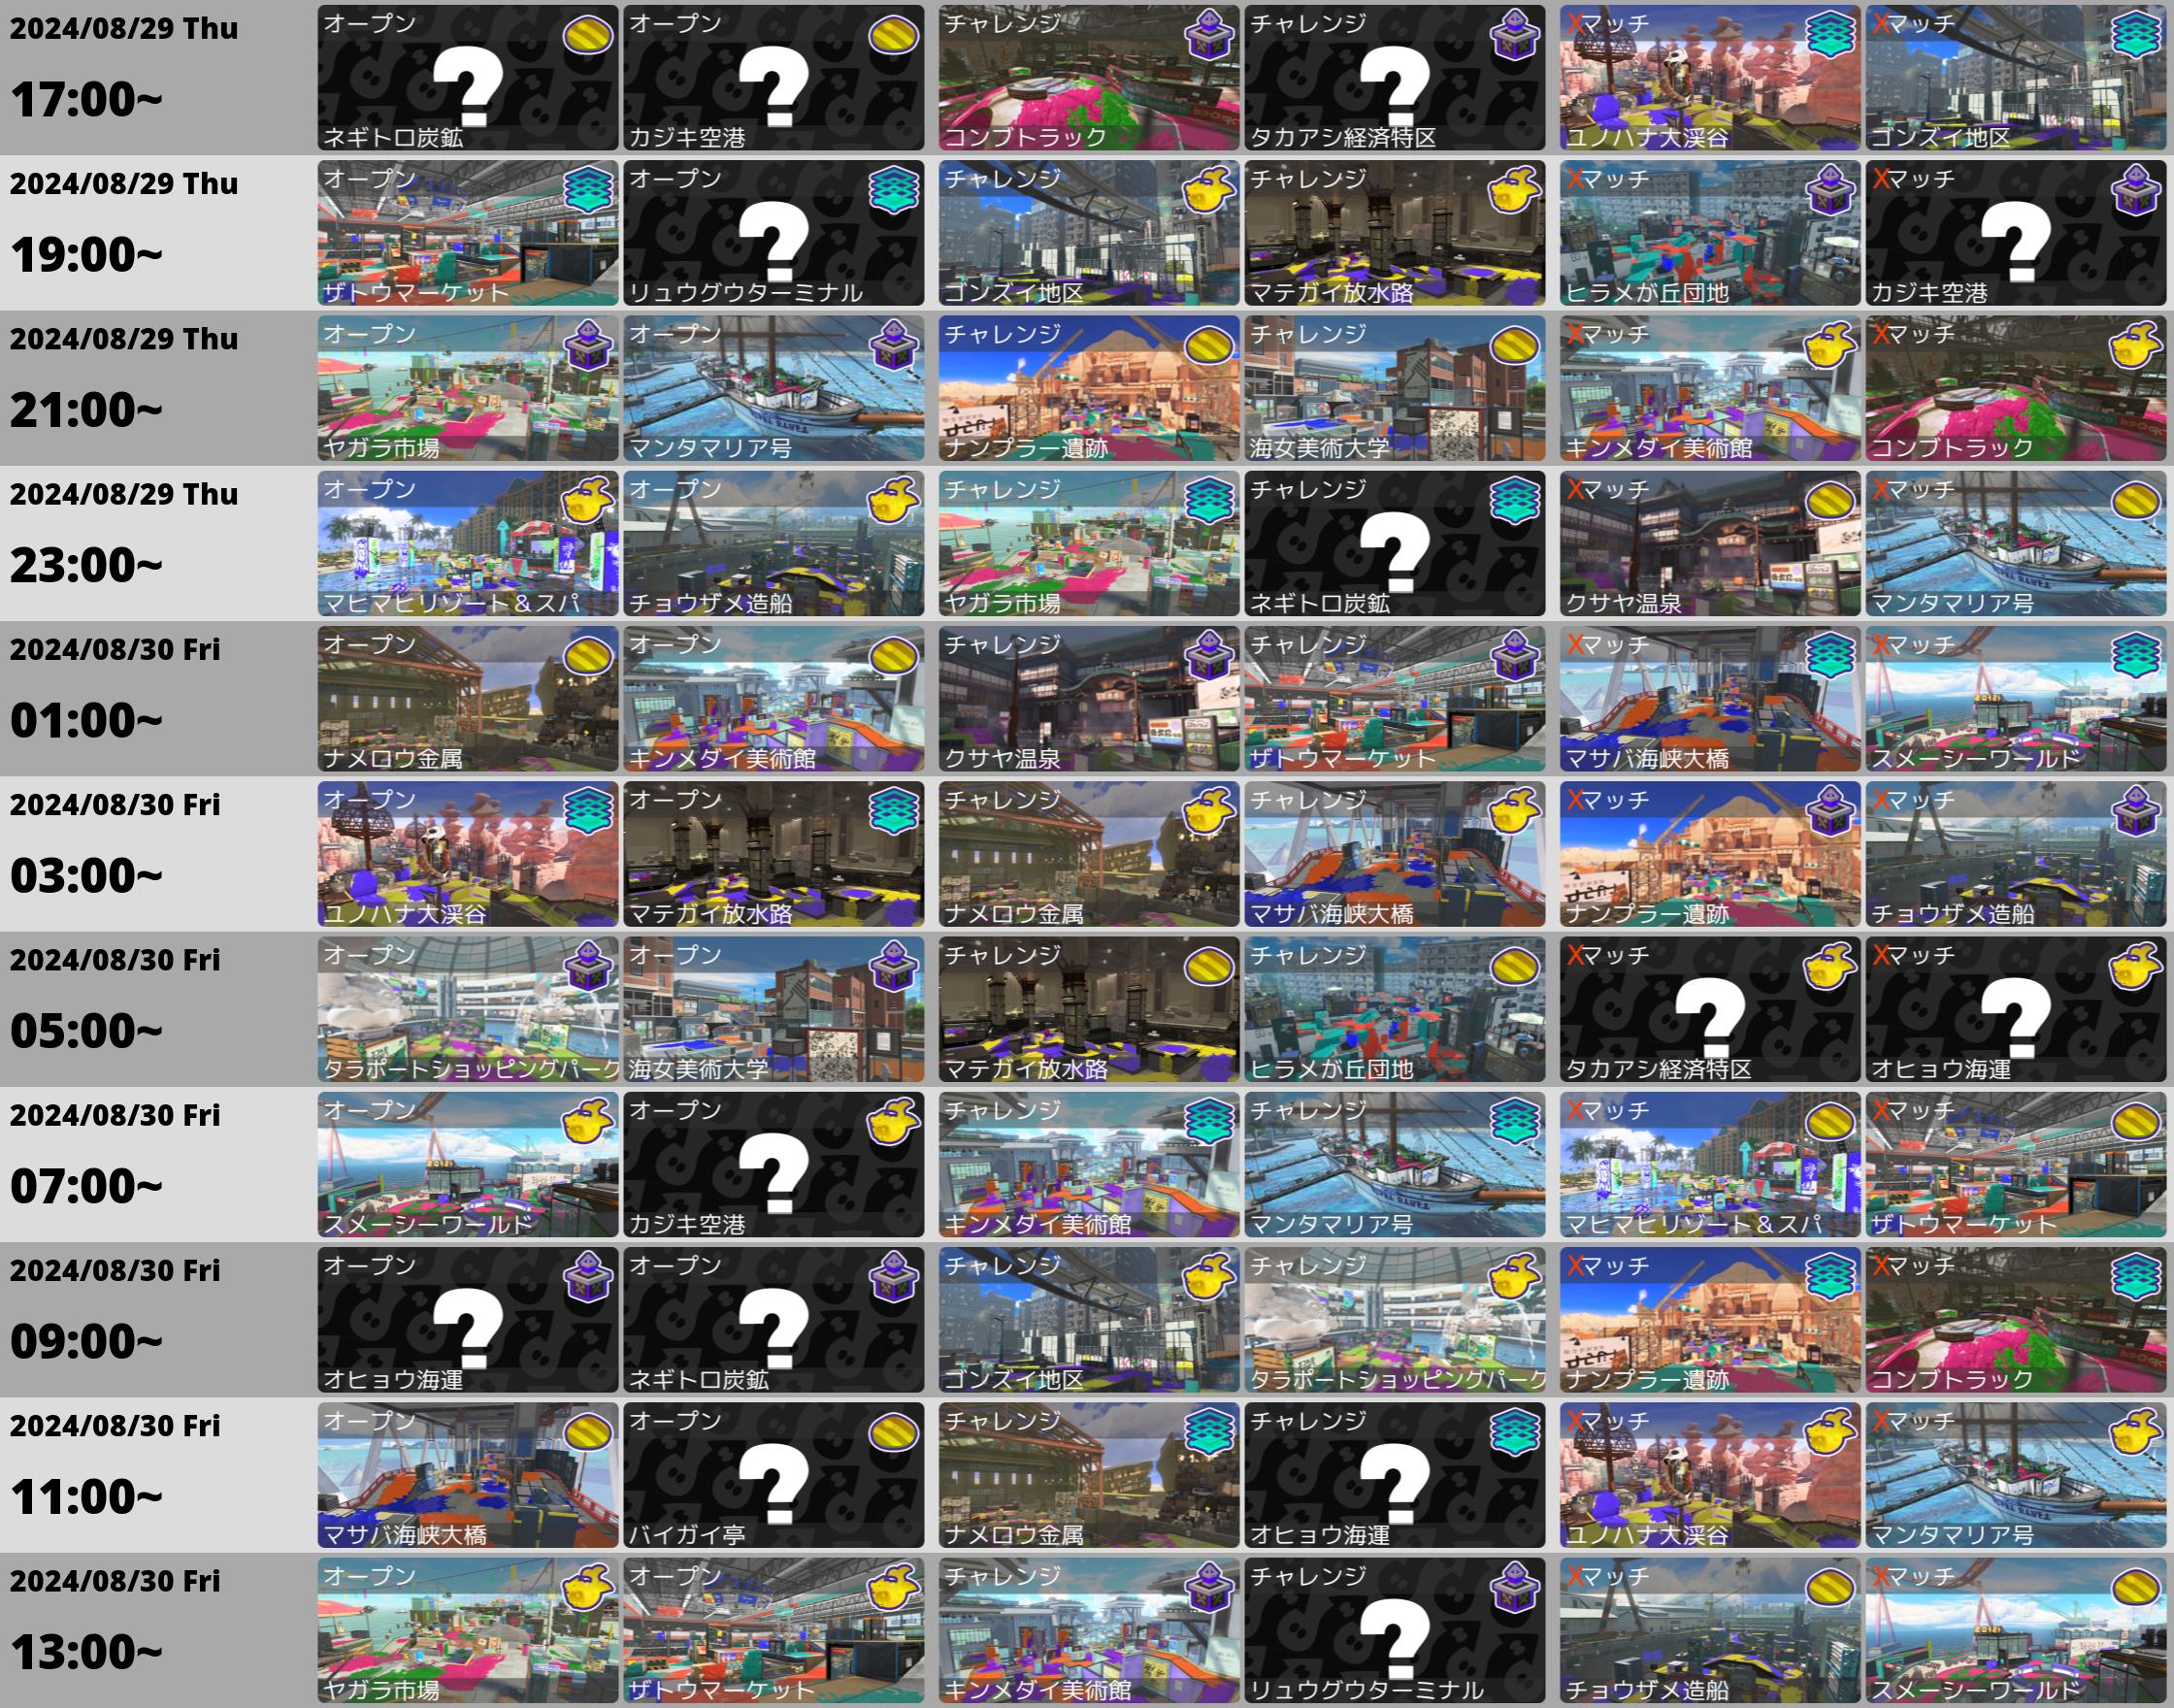 2024/08/29 Thu
17:00~
オープン
ネギトロ炭鉱
オープン
カジキ空港
チャレンジ
コンブトラック
チャレンジ
タカアシ経済特区
Xマッチ
ユノハナ大渓谷
Xマッチ
ゴンズイ地区
2024/08/29 Thu
19:00~
オープン
ザトウマーケット
オープン
リュウグウターミナル
チャレンジ
ゴンズイ地区
チャレンジ
マテガイ放水路
Xマッチ
ヒラメが丘団地
Xマッチ
カジキ空港
2024/08/29 Thu
21:00~
オープン
ヤガラ市場
オープン
マンタマリア号
チャレンジ
ナンプラー遺跡
チャレンジ
海女美術大学
Xマッチ
キンメダイ美術館
Xマッチ
コンブトラック
2024/08/29 Thu
23:00~
オープン
マヒマヒリゾート&スパ
オープン
チョウザメ造船
チャレンジ
ヤガラ市場
チャレンジ
ネギトロ炭鉱
Xマッチ
クサヤ温泉
Xマッチ
マンタマリア号
2024/08/30 Fri
01:00~
オープン
ナメロウ金属
オープン
キンメダイ美術館
チャレンジ
クサヤ温泉
チャレンジ
ザトウマーケット
Xマッチ
マサバ海峡大橋
Xマッチ
スメーシーワールド
2024/08/30 Fri
03:00~
オープン
ユノハナ大渓谷
オープン
マテガイ放水路
チャレンジ
ナメロウ金属
チャレンジ
マサバ海峡大橋
Xマッチ
ナンプラー遺跡
Xマッチ
チョウザメ造船
2024/08/30 Fri
05:00~
オープン
タラポートショッピングパーク
オープン
海女美術大学
チャレンジ
マテガイ放水路
チャレンジ
ヒラメが丘団地
Xマッチ
タカアシ経済特区
Xマッチ
オヒョウ海運
2024/08/30 Fri
07:00~
オープン
スメーシーワールド
オープン
カジキ空港
チャレンジ
キンメダイ美術館
チャレンジ
マンタマリア号
Xマッチ
マヒマヒリゾート&スパ
Xマッチ
ザトウマーケット
2024/08/30 Fri
09:00~
オープン
オヒョウ海運
オープン
ネギトロ炭鉱
チャレンジ
ゴンズイ地区
チャレンジ
タラポートショッピングパーク
Xマッチ
ナンプラー遺跡
Xマッチ
コンブトラック
2024/08/30 Fri
11:00~
オープン
マサバ海峡大橋
オープン
バイガイ亭
チャレンジ
ナメロウ金属
チャレンジ
オヒョウ海運
Xマッチ
ユノハナ大渓谷
Xマッチ
マンタマリア号
2024/08/30 Fri
13:00~
オープン
ヤガラ市場
オープン
ザトウマーケット
チャレンジ
キンメダイ美術館
チャレンジ
リュウグウターミナル
Xマッチ
チョウザメ造船
Xマッチ
スメーシーワールド